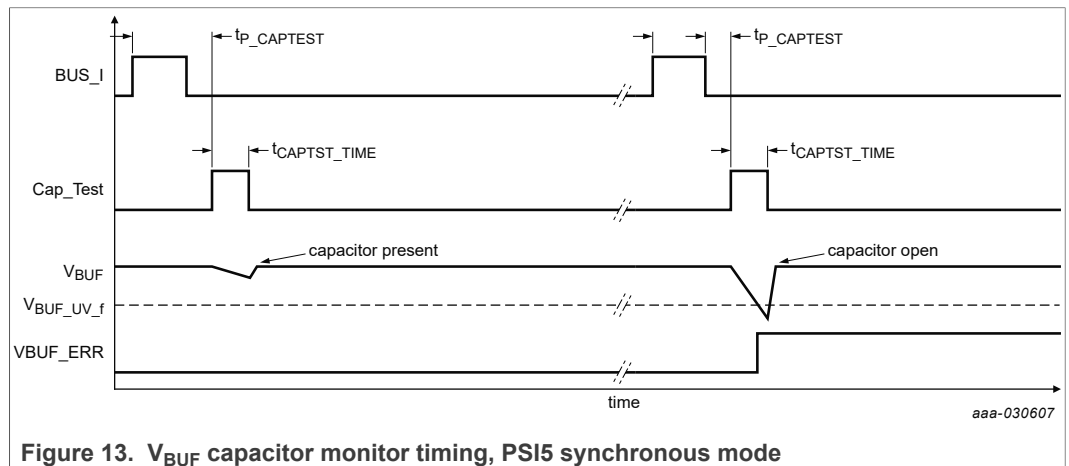 tP_CAPTEST tP_CAPTEST
BUS_I
tCAPTST_TIME tCAPTST_TIME
Cap_Test
capacitor present capacitor open
VBUF
VBUF_UV_f
VBUF_ERR
time
aaa-030607
Figure 13. VBUF capacitor monitor timing, PSI5 synchronous mode